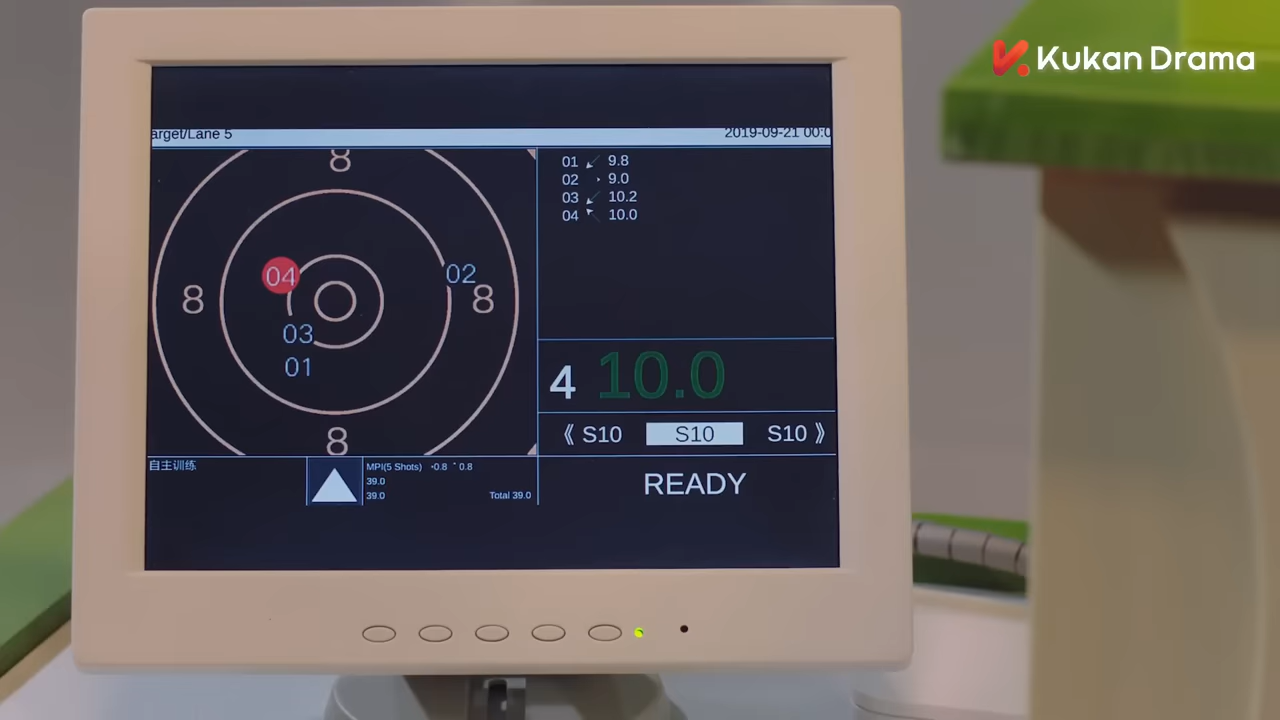 Kukan Drama
arget/Lane 5
2019-09-21 00:0
8
8
8
8
04
02
03
01
01 9.8
02 9.0
03 10.2
04 10.0
4 10.0
《 S10 S10 S10 》
自主训练
MPI(5 Shots) 0.8 0.8
39.0
39.0
Total 39.0
READY